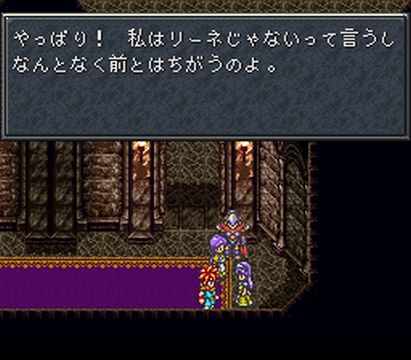 やっぱり！　私はリーネじゃないって言うし
なんとなく前とはちがうのよ。